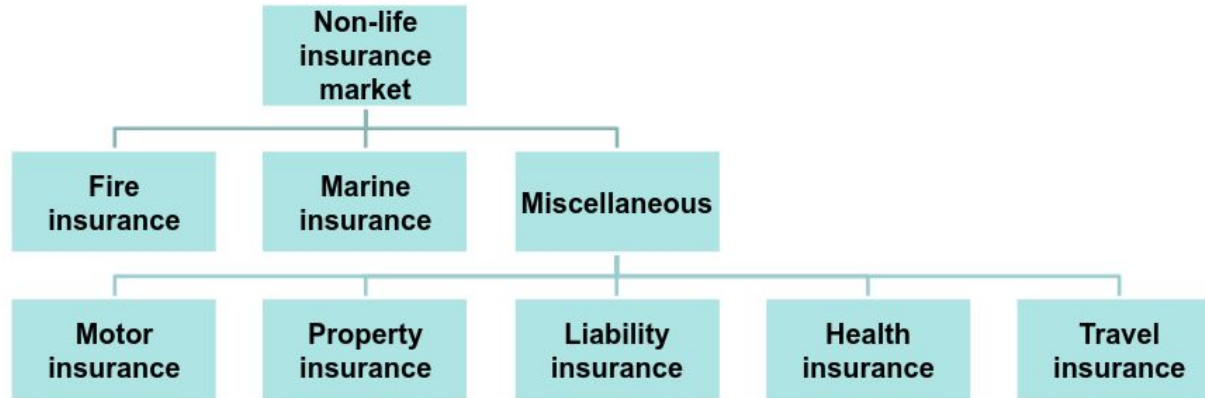 Non-life
insurance
market
Fire
insurance
Marine
insurance
Miscellaneous
Motor
insurance
Property
insurance
Liability
insurance
Health
insurance
Travel
insurance